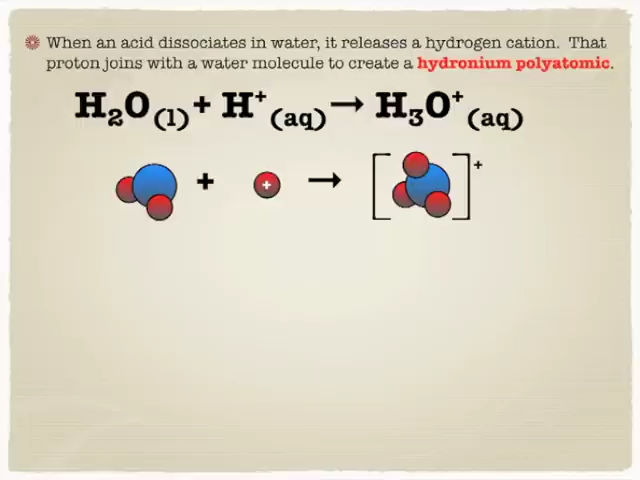 When an acid dissociates in water, it releases a hydrogen cation. That
proton joins with a water molecule to create a hydronium polyatomic.
H₂O(l) + H⁺(aq) → H₃O⁺(aq)
+ + → [ ]⁺